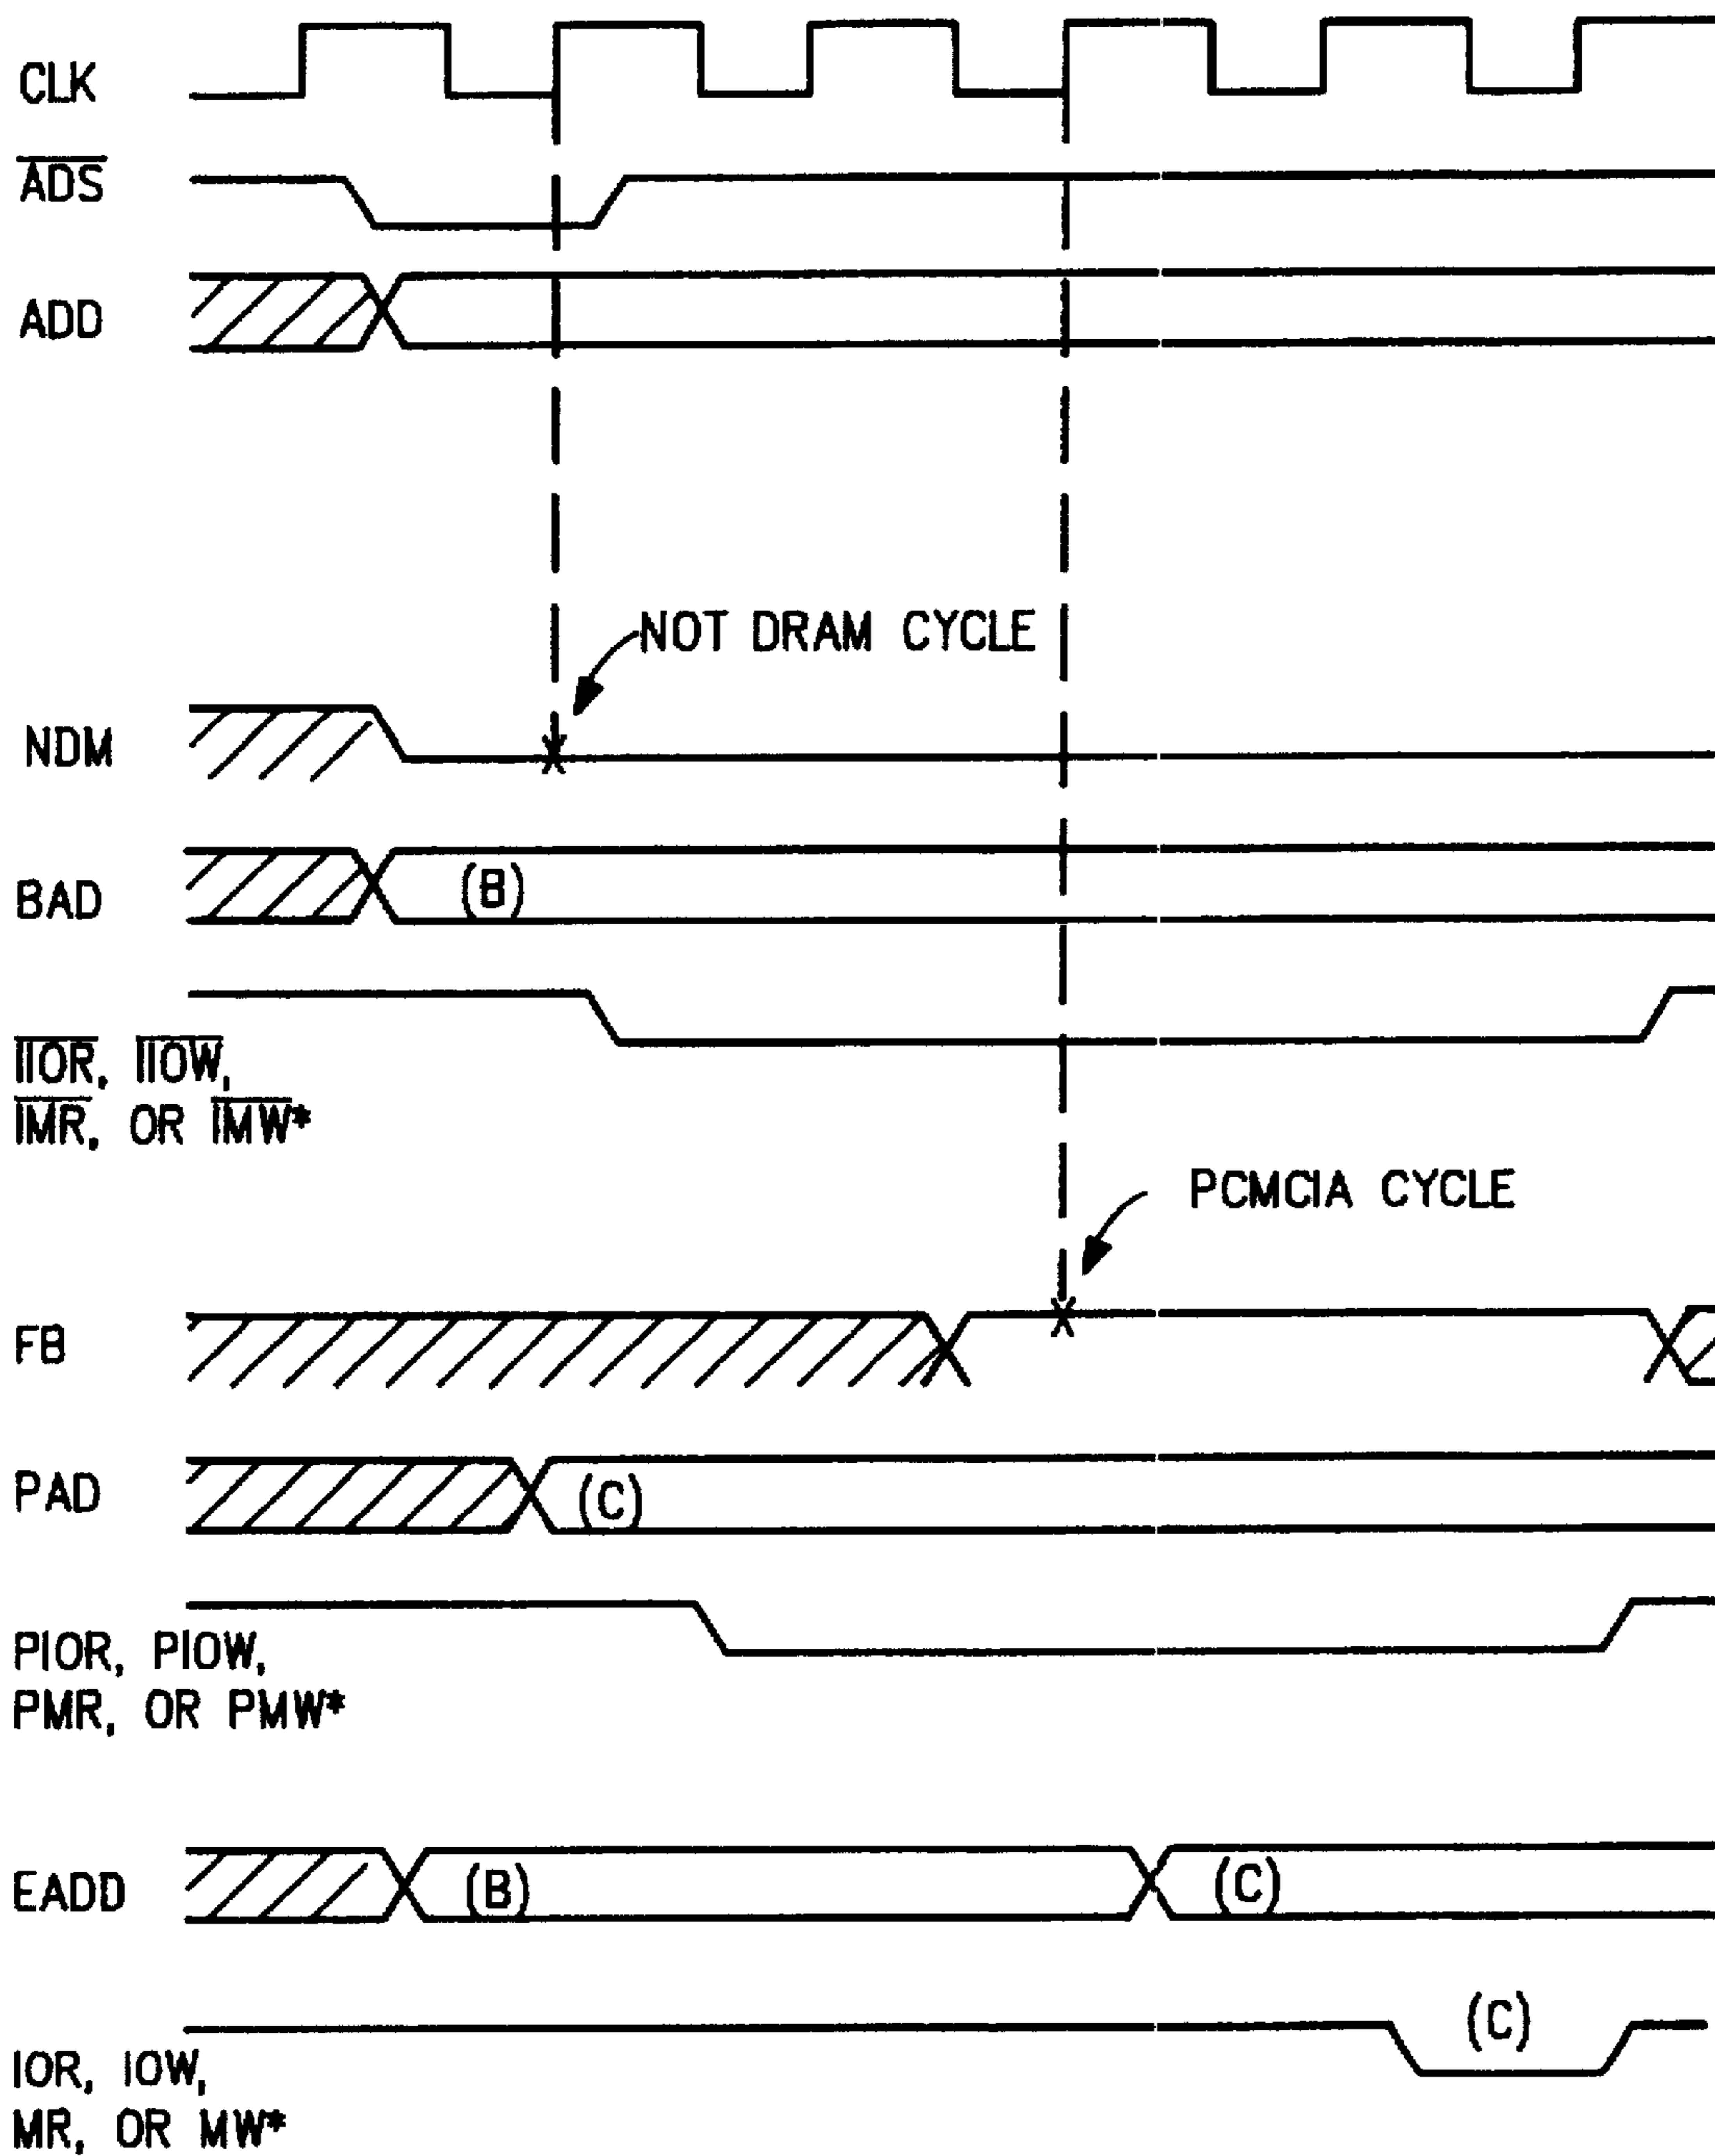 CLK
ADS
ADD
NOT DRAM CYCLE
NDM
BAD
(B)
IIOR, IIOW,
IMR, OR IMW*
PCMCIA CYCLE
FB
PAD
(C)
PIOR, PIOW,
PMR, OR PMW*
EADD
(B)
(C)
(C)
IOR, IOW,
MR, OR MW*